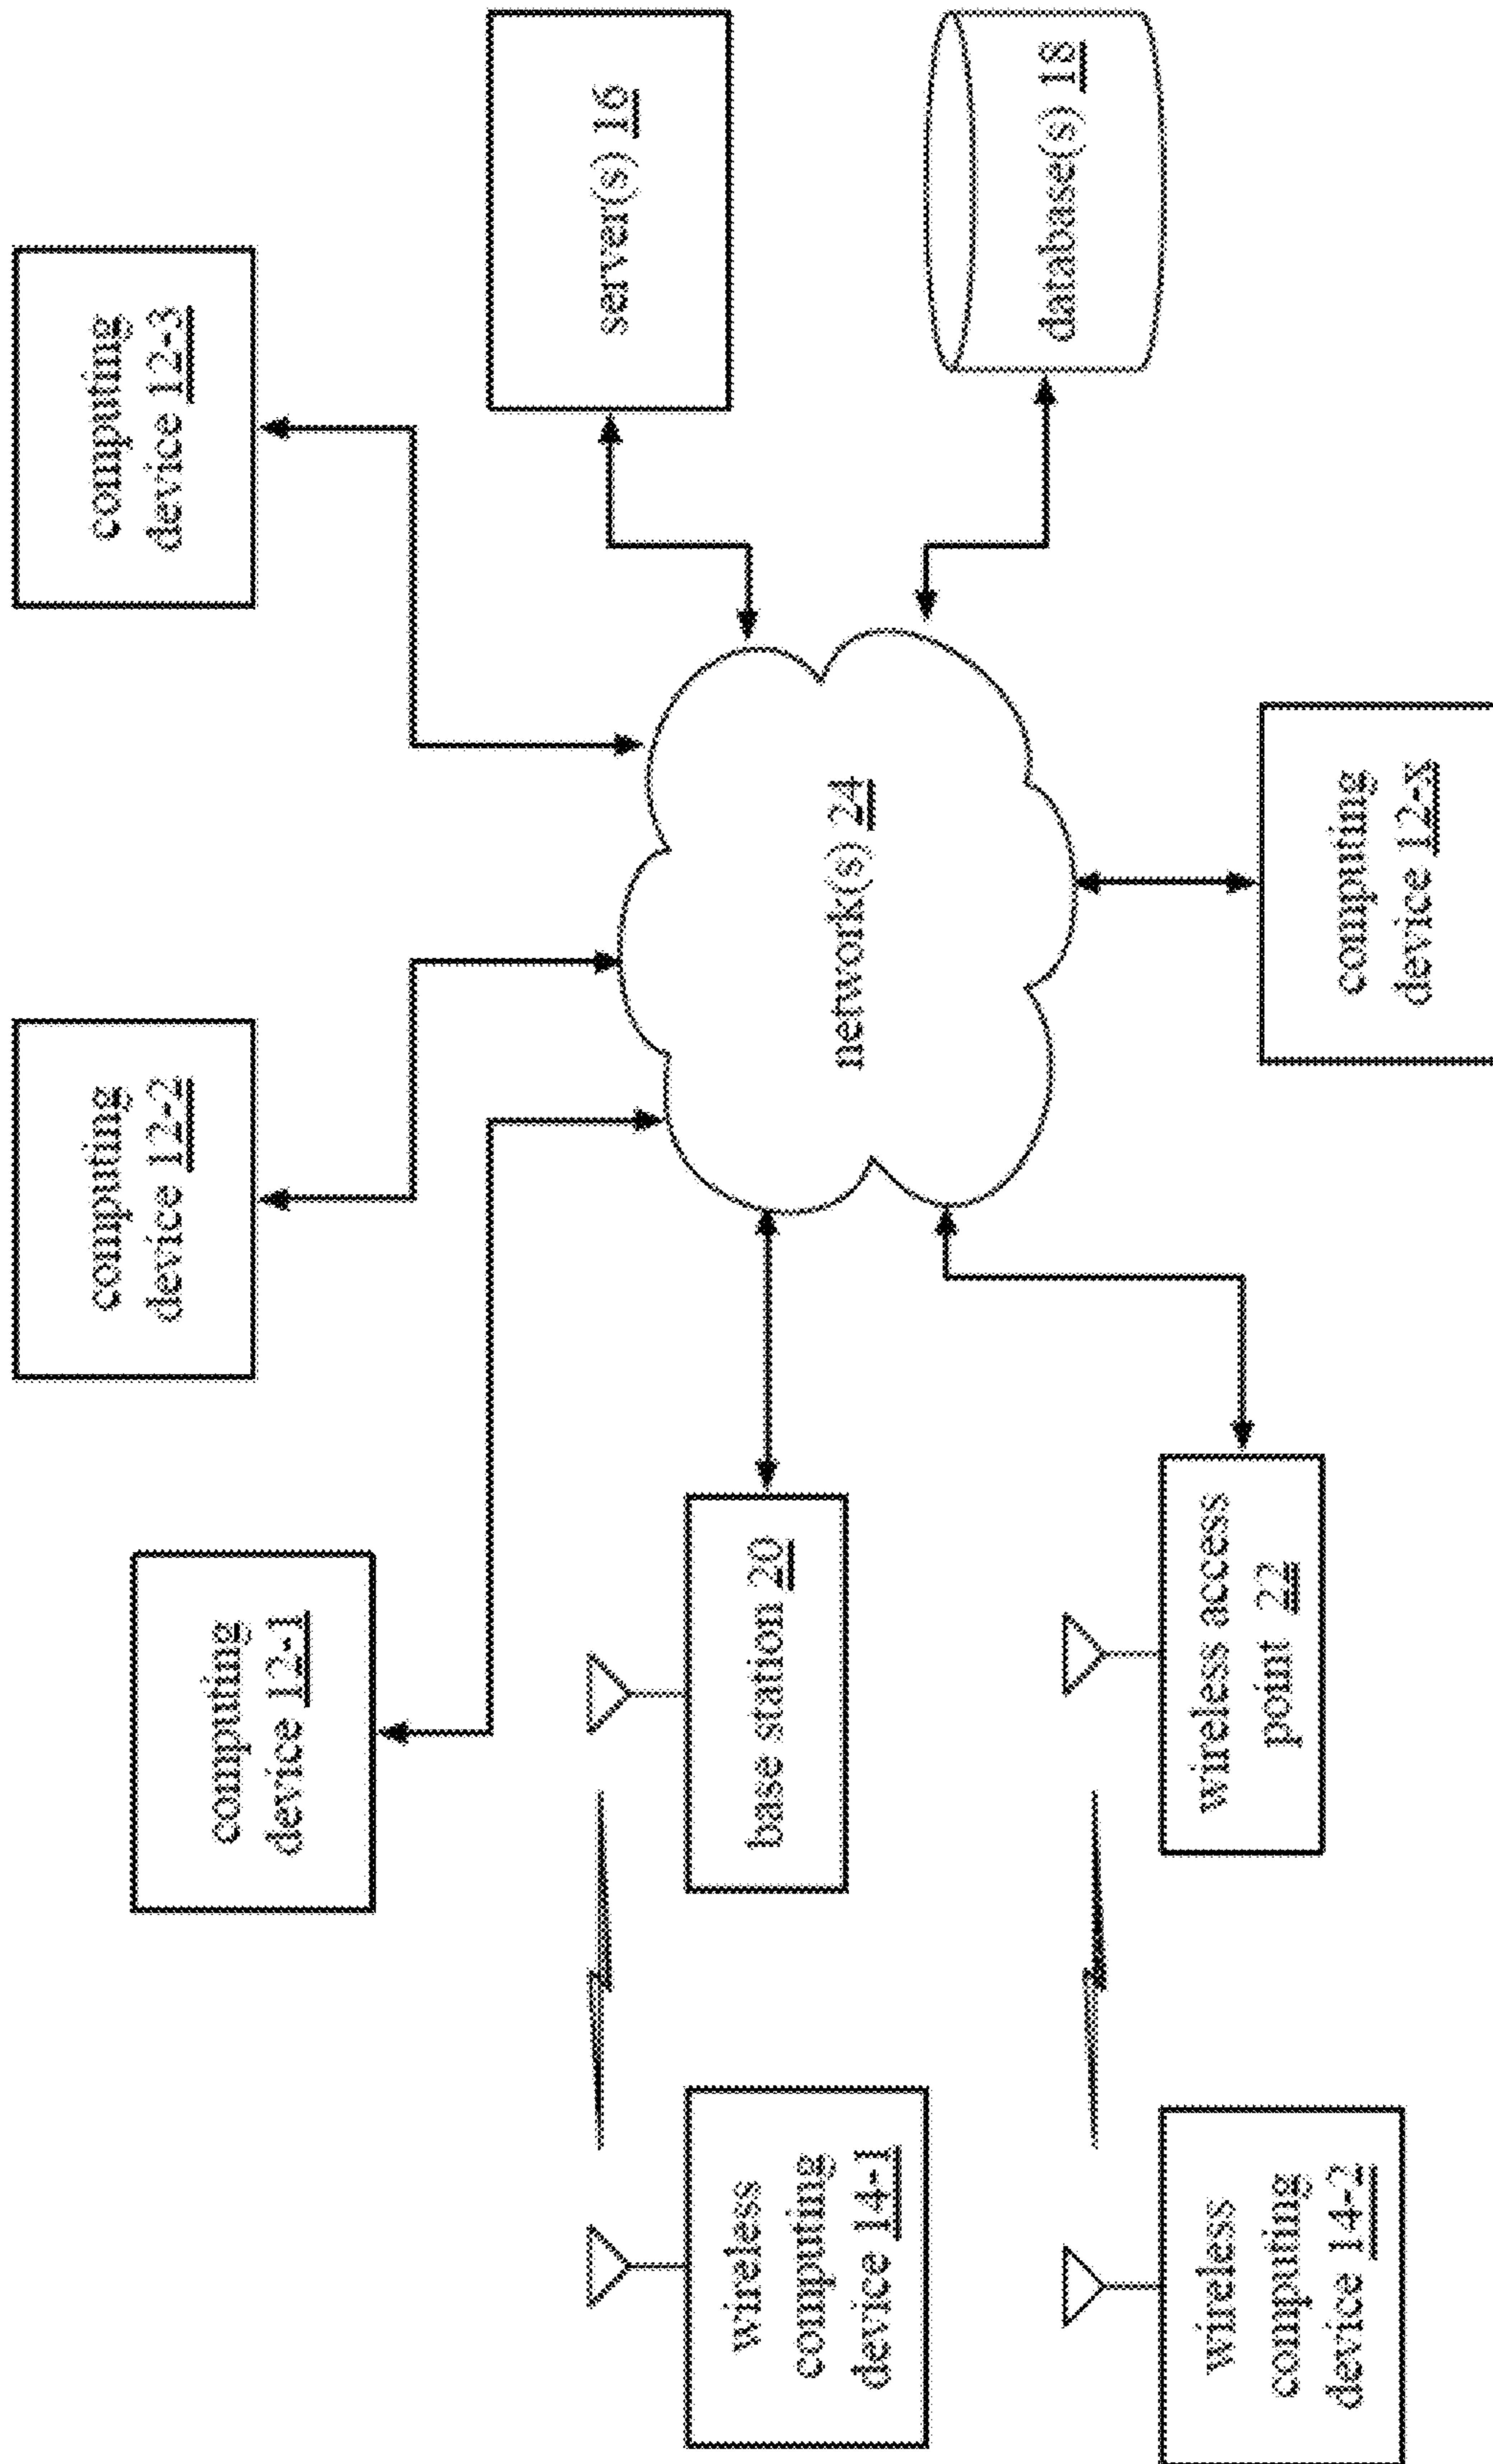 computing
device 12-1
computing
device 12-2
computing
device 12-3
wireless
computing
device 14-1
base station 20
network(s) 24
server(s) 16
database(s) 18
wireless
computing
device 14-2
wireless access
point 22
computing
device 12-x